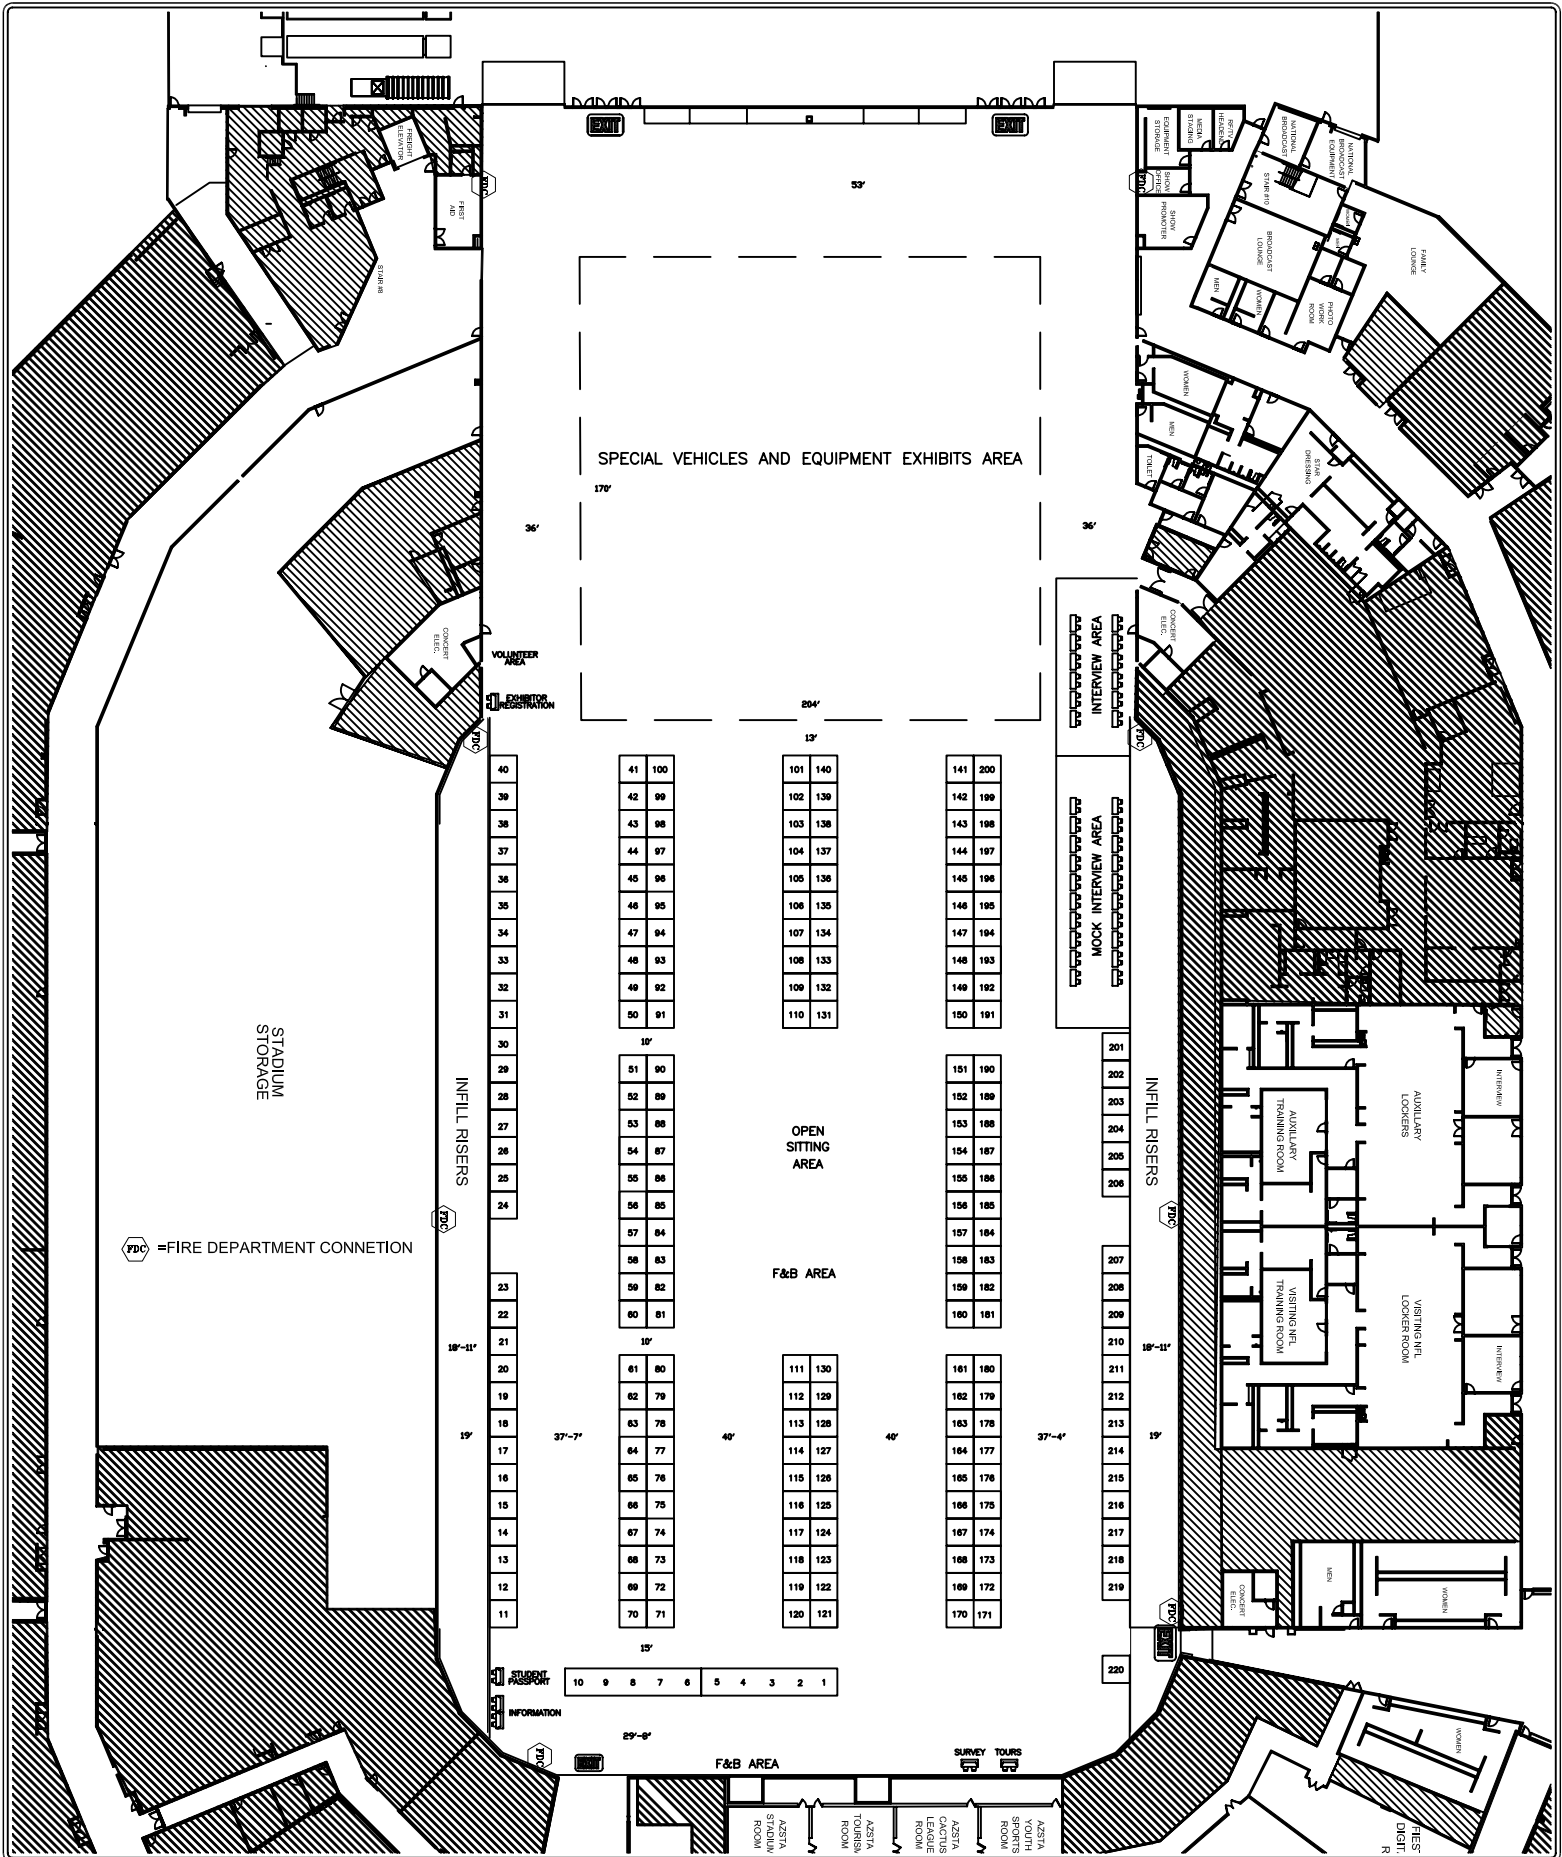 EXIT
EXIT
53'
FREIGHT
ELEVATOR
FIRST
AID
STAIR #8
FDC
FDC
EQUIPMENT
STORAGE
MEDIA
STAGING
SHOW
OFFICE
SHOW
PROMOTER
NATIONAL
BROADCAST
NATIONAL
BROADCAST
EQUIPMENT
STAIR #10
BROADCAST
LOUNGE
FAMILY
LOUNGE
MEN
WOMEN
PHOTO
WORK
ROOM
WOMEN
MEN
TOILET
STAR
DRESSING
SPECIAL VEHICLES AND EQUIPMENT EXHIBITS AREA
170'
36'
36'
CONCERT
ELEC.
CONCERT
ELEC.
VOLUNTEER
AREA
EXHIBITOR
REGISTRATION
INTERVIEW AREA
204'
13'
FDC
FDC
40 41 100 101 140 141 200
39 42 99 102 139 142 199
38 43 98 103 138 143 198
37 44 97 104 137 144 197
36 45 96 105 136 145 196
35 46 95 106 135 146 195
34 47 94 107 134 147 194
33 48 93 108 133 148 193
32 49 92 109 132 149 192
31 50 91 110 131 150 191
MOCK INTERVIEW AREA
30 10' 201
29 51 90 151 190 202
28 52 89 152 189 203
27 53 88 153 188 204
26 54 87 154 187 205
25 55 86 155 186 206
24 56 85 156 185
57 84 157 184
58 83 158 183 207
23 59 82 159 182 208
22 60 81 160 181 209
21 10' 210
OPEN
SITTING
AREA
F&B AREA
STADIUM
STORAGE
INFILL RISERS
INFILL RISERS
FDC
FDC
FDC =FIRE DEPARTMENT CONNETION
AUXILLARY
TRAINING ROOM
AUXILLARY
LOCKERS
INTERVIEW
VISITING NFL
TRAINING ROOM
VISITING NFL
LOCKER ROOM
INTERVIEW
18'-11"
18'-11"
20 61 80 111 130 161 180 211
19 62 79 112 129 162 179 212
18 63 78 113 128 163 178 213
17 64 77 114 127 164 177 214
16 65 76 115 126 165 176 215
15 66 75 116 125 166 175 216
14 67 74 117 124 167 174 217
13 68 73 118 123 168 173 218
12 69 72 119 122 169 172 219
11 70 71 120 121 170 171
19' 37'-7" 40' 40' 37'-4" 19'
CONCERT
ELEC.
MEN
WOMEN
FDC
EXIT
15'
220
STUDENT
PASSPORT
10 9 8 7 6 5 4 3 2 1
INFORMATION
29'-8"
FDC
EXIT
F&B AREA
SURVEY TOURS
WOMEN
AZSTA
STADIUM
ROOM
AZSTA
TOURISM
ROOM
AZSTA
CACTUS
LEAGUE
ROOM
AZSTA
YOUTH
SPORTS
ROOM
FIES
DIGIT.
R